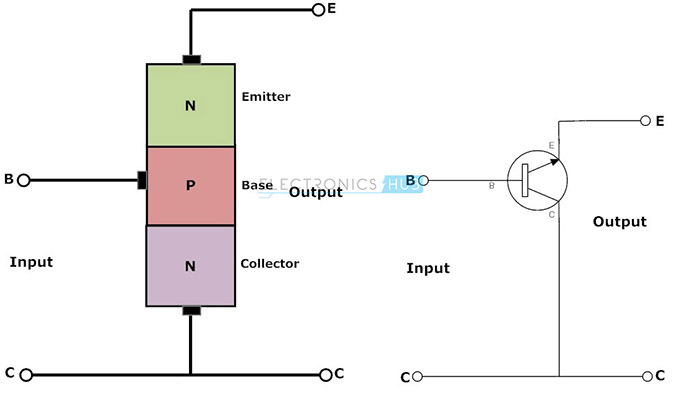 E
N
Emitter
B
P
Base
ELECTRONICS HUB
Output
N
Collector
Input
C
C
E
E
B
B
C
Output
Input
C
C